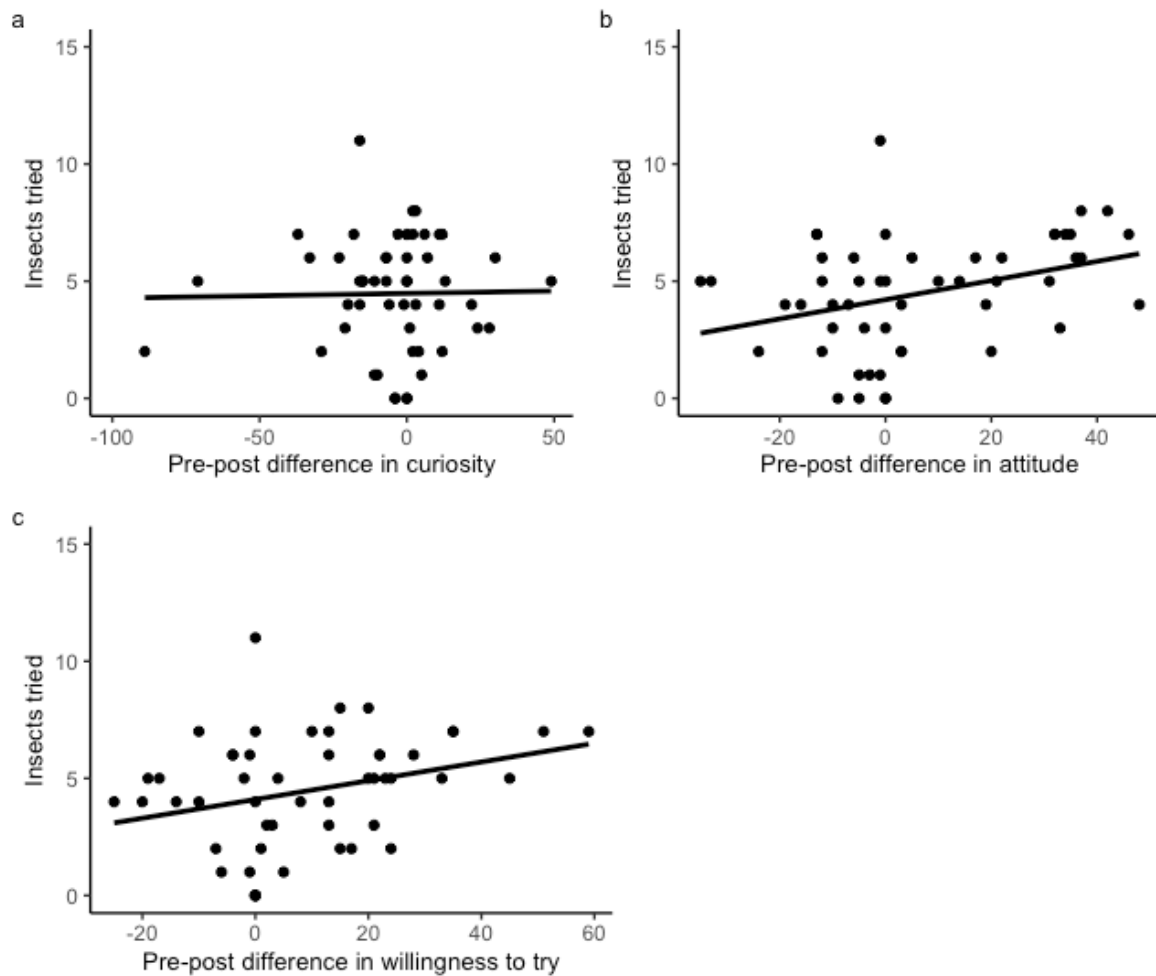 a
15
10
5
0
Insects tried
-100
-50
0
50
Pre-post difference in curiosity
b
15
10
5
0
Insects tried
-20
0
20
40
Pre-post difference in attitude
c
15
10
5
0
Insects tried
-20
0
20
40
60
Pre-post difference in willingness to try